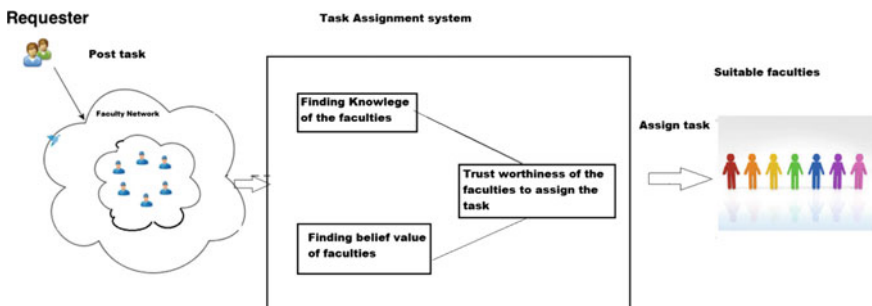 Requester
Task Assignment system
Post task
Suitable faculties
Finding Knowlege
of the faculties
Faculty Network
Assign task
Trust worthiness of the
faculties to assign the
task
Finding belief value
of faculties